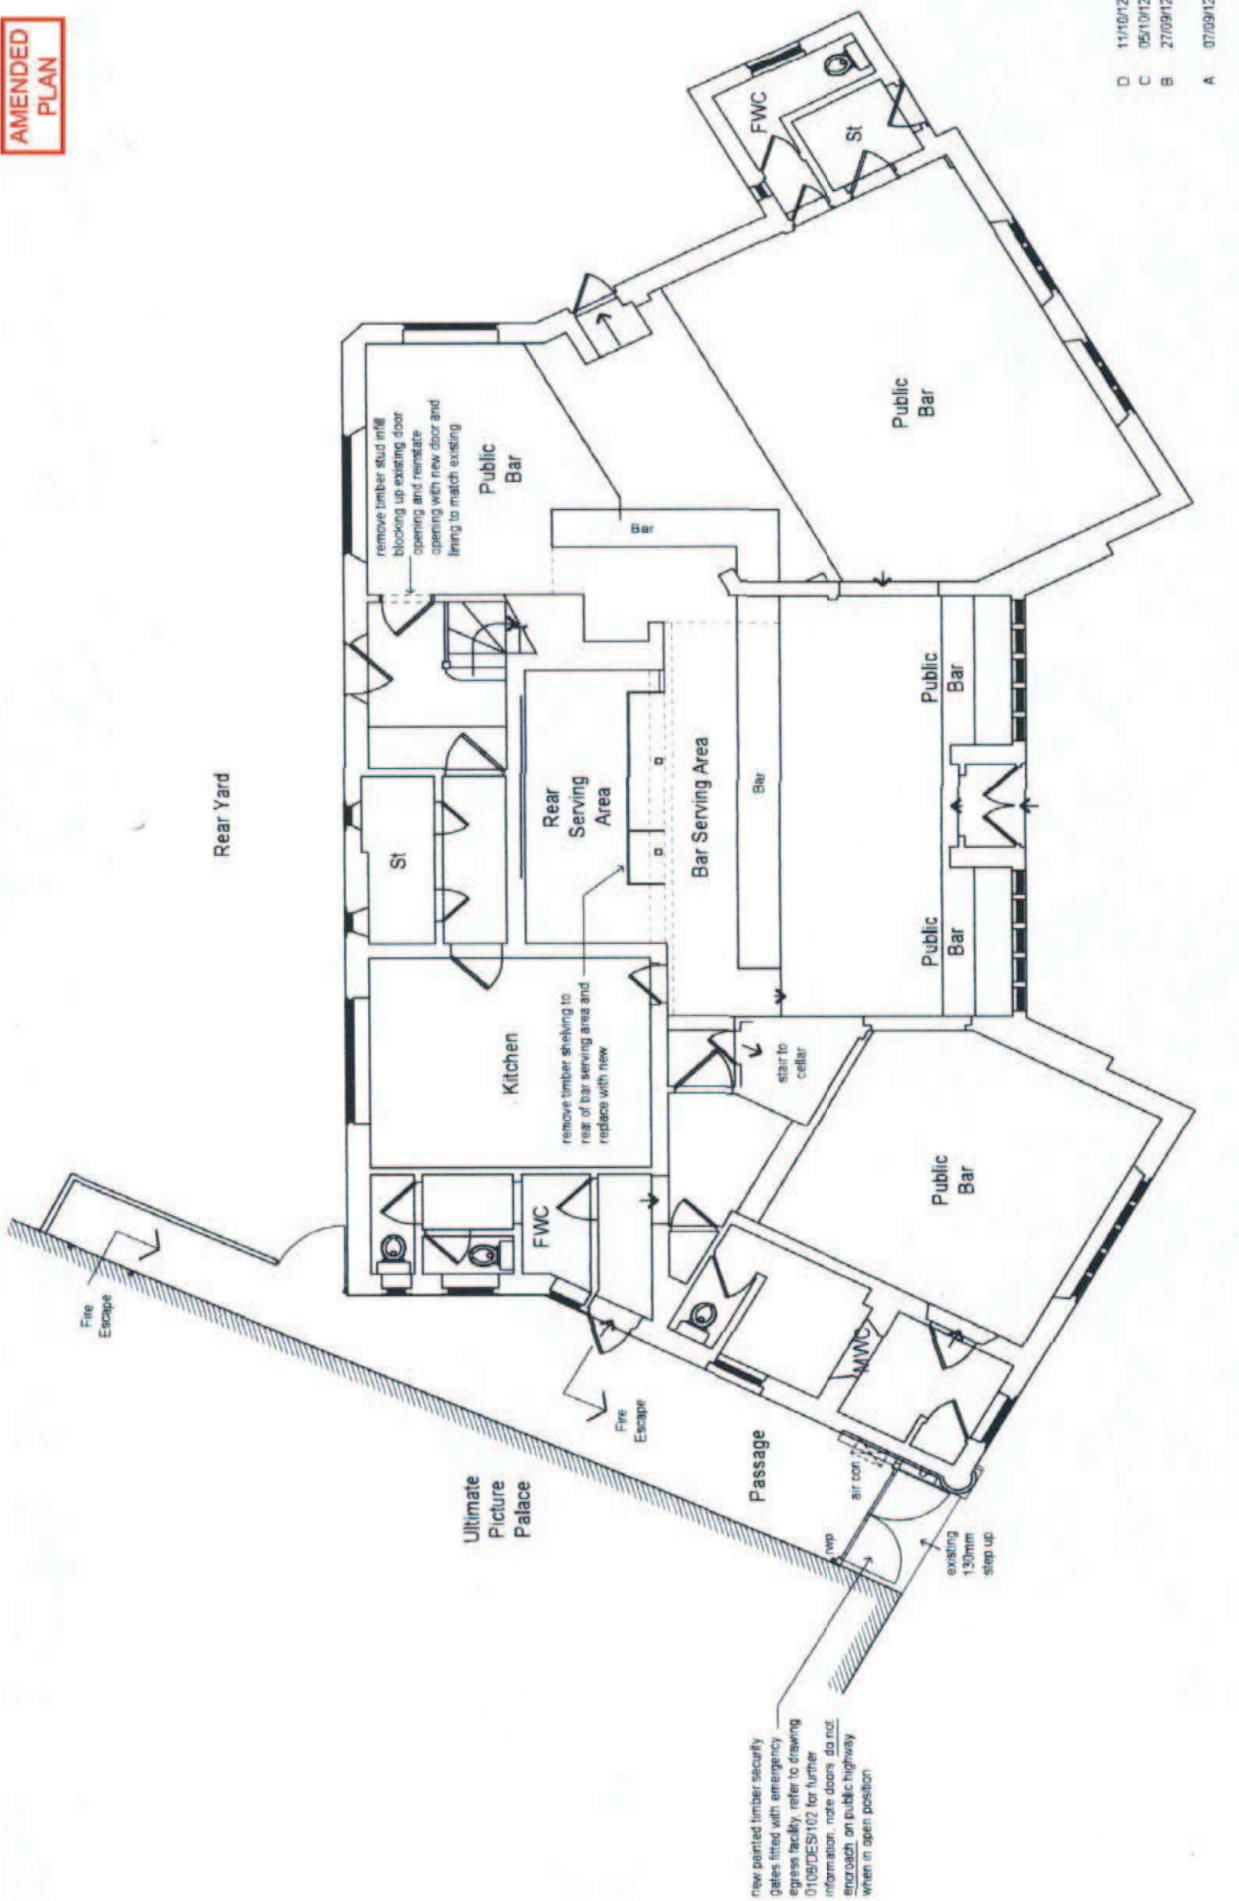 AMENDED
PLAN
D 11/10/12
C 05/10/12
B 27/09/12
A 07/09/12
FWC
St
Public
Bar
remove timber stud infill
blocking up existing door
opening and reinstate
opening with new door and
lining to match existing
Public
Bar
Bar
Rear Yard
St
Rear
Serving
Area
Bar Serving Area
Bar
Public
Bar
Public
Bar
Kitchen
remove timber shelving to
rear of bar serving area and
replace with new
stair to
cellar
Public
Bar
FWC
MWC
Fire
Escape
Fire
Escape
Passage
Ultimate
Picture
Palace
air con
rwp
existing
130mm
step up
new painted timber security
gates fitted with emergency
egress facility, refer to drawing
0106/DES/102 for further
information, note doors do not
encroach on public highway
when in open position